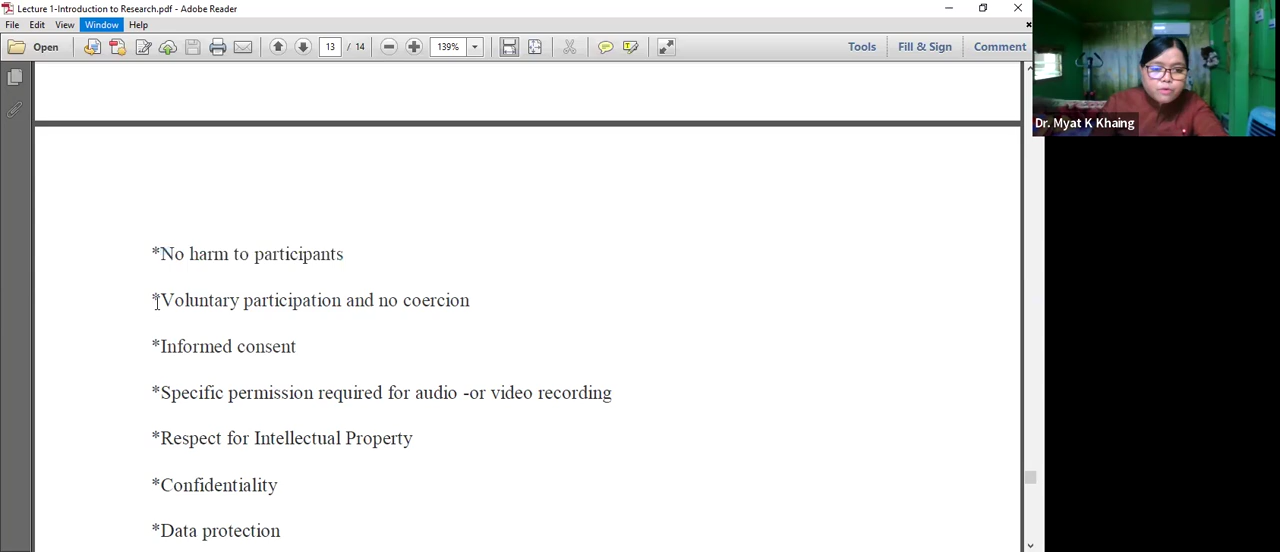 Lecture 1-Introduction to Research.pdf - Adobe Reader
File Edit View Window Help
Open 13 / 14 139% Tools Fill & Sign Comment
Dr. Myat K Khaing
*No harm to participants
*Voluntary participation and no coercion
*Informed consent
*Specific permission required for audio -or video recording
*Respect for Intellectual Property
*Confidentiality
*Data protection